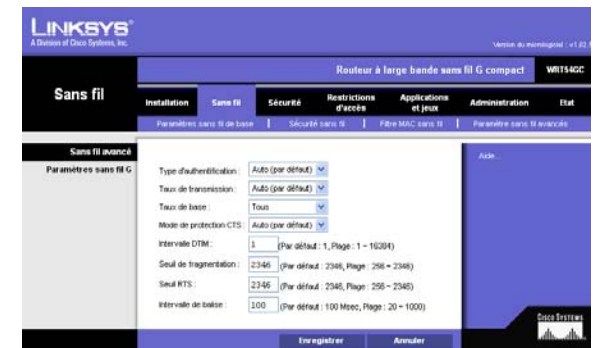 LINKSYS®
A Division of Cisco Systems, Inc.
Version du micrologiciel : v1.02.
Routeur à large bande sans fil G compact
WRT54GC
Sans fil
Installation
Sans fil
Sécurité
Restrictions d'accès
Applications et jeux
Administration
Etat
Paramètres sans fil de base | Sécurité sans fil | Filtre MAC sans fil | Paramètre sans fil avancés
Sans fil avancé
Paramètres sans fil G
Aide...
Type d'authentification : Auto (par défaut)
Taux de transmission : Auto (par défaut)
Taux de base : Tous
Mode de protection CTS : Auto (par défaut)
Intervalle DTIM : 1 (Par défaut : 1, Plage : 1 ~ 16384)
Seuil de fragmentation : 2346 (Par défaut : 2346, Plage : 256 ~ 2346)
Seuil RTS : 2346 (Par défaut : 2346, Plage : 256 ~ 2346)
Intervalle de balise : 100 (Par défaut : 100 Msec, Plage : 20 ~ 1000)
Enregistrer
Annuler
CISCO SYSTEMS